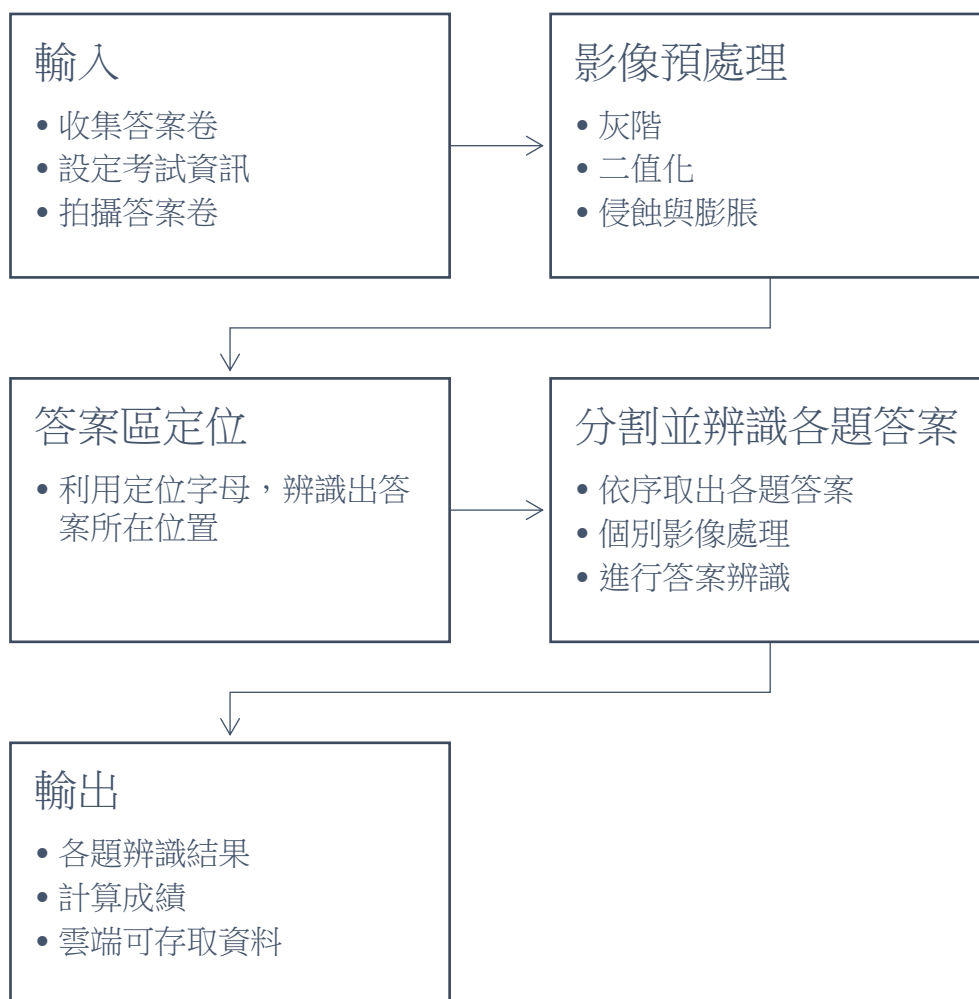 輸入
• 收集答案卷
• 設定考試資訊
• 拍攝答案卷
影像預處理
• 灰階
• 二值化
• 侵蝕與膨脹
答案區定位
• 利用定位字母，辨識出答
案所在位置
分割並辨識各題答案
• 依序取出各題答案
• 個別影像處理
• 進行答案辨識
輸出
• 各題辨識結果
• 計算成績
• 雲端可存取資料